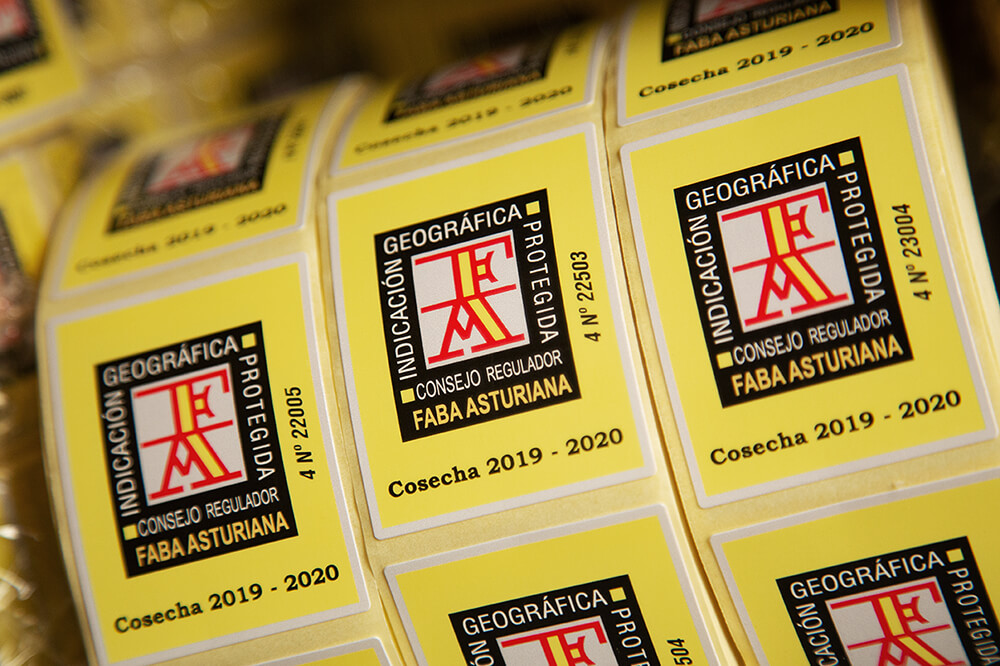 FABA ASTURIANA
Cosecha 2019 - 2020
Cosecha 2019 - 2020
FABA ASTURIANA
Cosecha 2019 - 2020
INDICACIÓN GEOGRÁFICA PROTEGIDA
CONSEJO REGULADOR
FABA ASTURIANA
4 Nº 22005
Cosecha 2019 - 2020
INDICACIÓN GEOGRÁFICA PROTEGIDA
CONSEJO REGULADOR
FABA ASTURIANA
4 Nº 22503
Cosecha 2019 - 2020
INDICACIÓN GEOGRÁFICA PROTEGIDA
CONSEJO REGULADOR
FABA ASTURIANA
4 Nº 23004
Cosecha 2019 - 2020
GEOGRÁFICA
GEOGRÁFICA